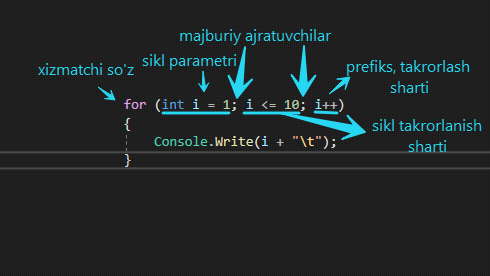 majburiy ajratuvchilar
sikl parametri
prefiks, takrorlash
sharti
xizmatchi so'z
for (int i = 1; i <= 10; i++)
{
Console.Write(i + "\t");
}
sikl takrorlanish
sharti